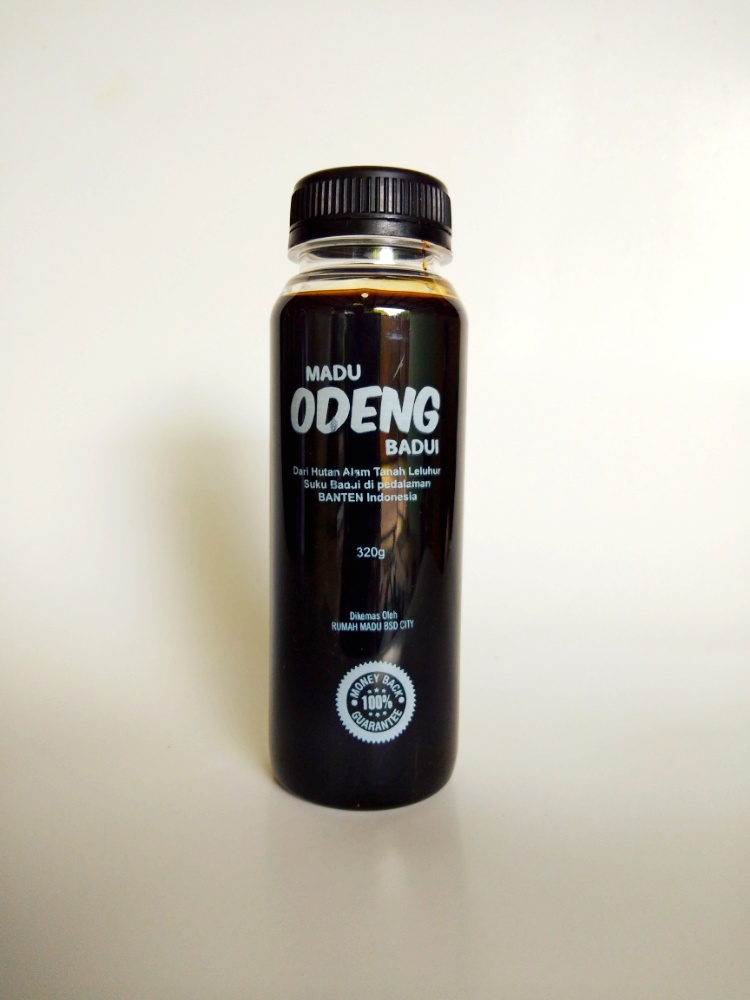 MADU
ODENG
BADUI
Dari Hutan Alam Tanah Leluhur
Suku Badui di pedalaman
BANTEN Indonesia
320g
Dikemas Oleh
RUMAH MADU BSD CITY
MONEY BACK
100%
GUARANTEE